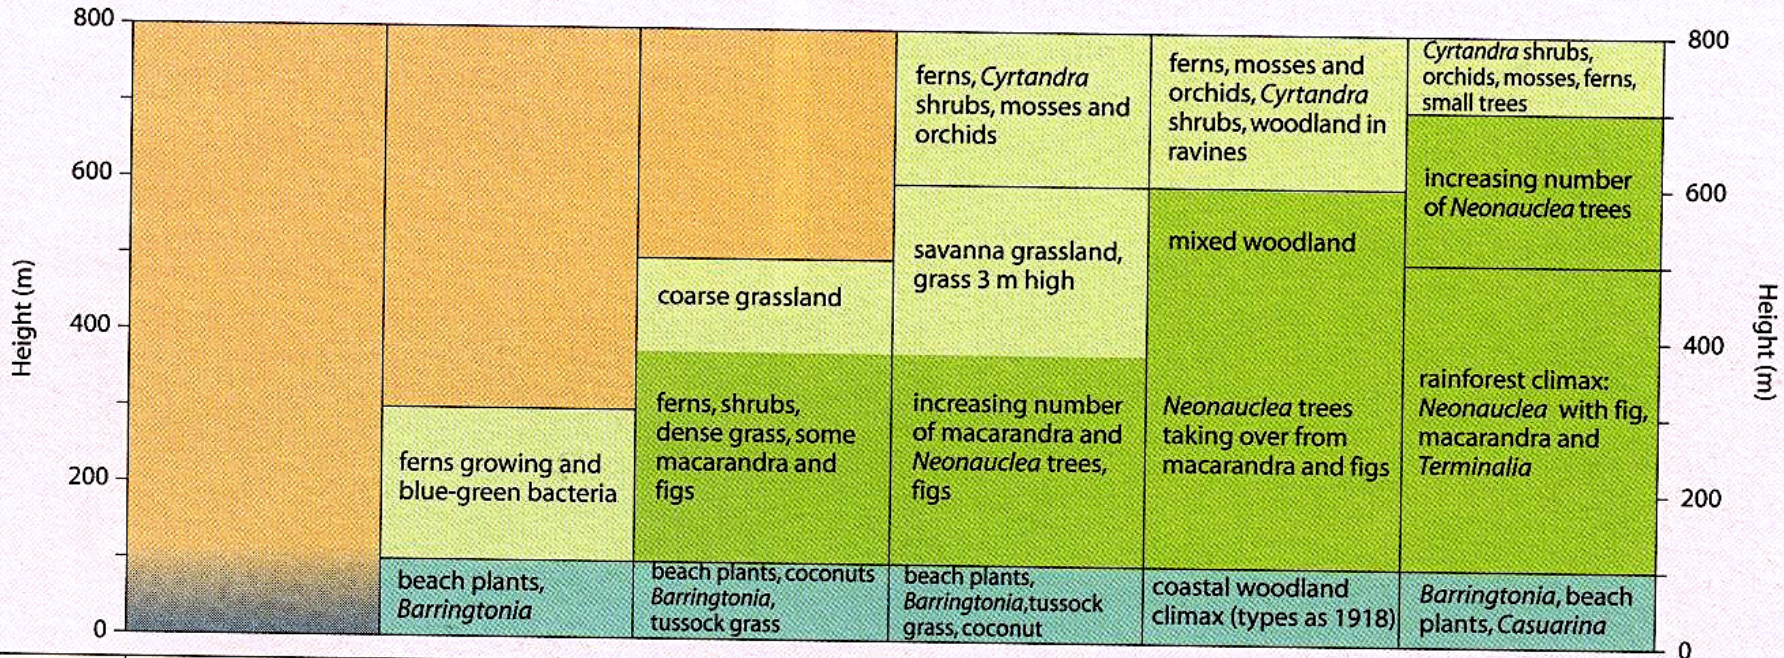 Height (m)
800
600
400
200
0
ferns growing and
blue-green bacteria
beach plants,
Barringtonia
coarse grassland
ferns, shrubs,
dense grass, some
macarandra and
figs
beach plants, coconuts
Barringtonia,
tussock grass
ferns, Cyrtandra
shrubs, mosses and
orchids
savanna grassland,
grass 3 m high
increasing number
of macarandra and
Neonauclea trees,
figs
beach plants,
Barringtonia,tussock
grass, coconut
ferns, mosses and
orchids, Cyrtandra
shrubs, woodland in
ravines
mixed woodland
Neonauclea trees
taking over from
macarandra and figs
coastal woodland
climax (types as 1918)
Cyrtandra shrubs,
orchids, mosses, ferns,
small trees
increasing number
of Neonauclea trees
rainforest climax:
Neonauclea with fig,
macarandra and
Terminalia
Barringtonia, beach
plants, Casuarina
800
600
400
200
0
Height (m)